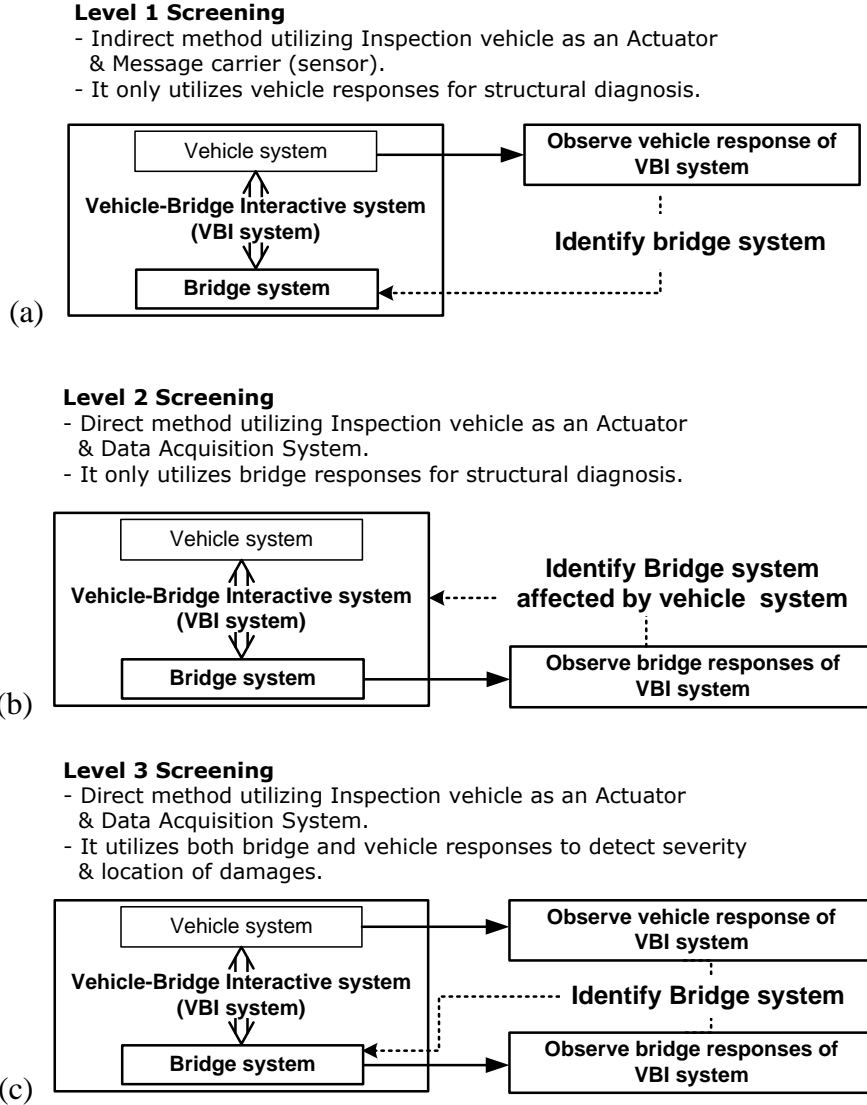 Level 1 Screening
- Indirect method utilizing Inspection vehicle as an Actuator
& Message carrier (sensor).
- It only utilizes vehicle responses for structural diagnosis.
Vehicle system
Vehicle-Bridge Interactive system
(VBI system)
Bridge system
Observe vehicle response of
VBI system
Identify bridge system
(a)
Level 2 Screening
- Direct method utilizing Inspection vehicle as an Actuator
& Data Acquisition System.
- It only utilizes bridge responses for structural diagnosis.
Vehicle system
Vehicle-Bridge Interactive system
(VBI system)
Bridge system
Identify Bridge system
affected by vehicle system
Observe bridge responses of
VBI system
(b)
Level 3 Screening
- Direct method utilizing Inspection vehicle as an Actuator
& Data Acquisition System.
- It utilizes both bridge and vehicle responses to detect severity
& location of damages.
Vehicle system
Vehicle-Bridge Interactive system
(VBI system)
Bridge system
Observe vehicle response of
VBI system
Identify Bridge system
Observe bridge responses of
VBI system
(c)